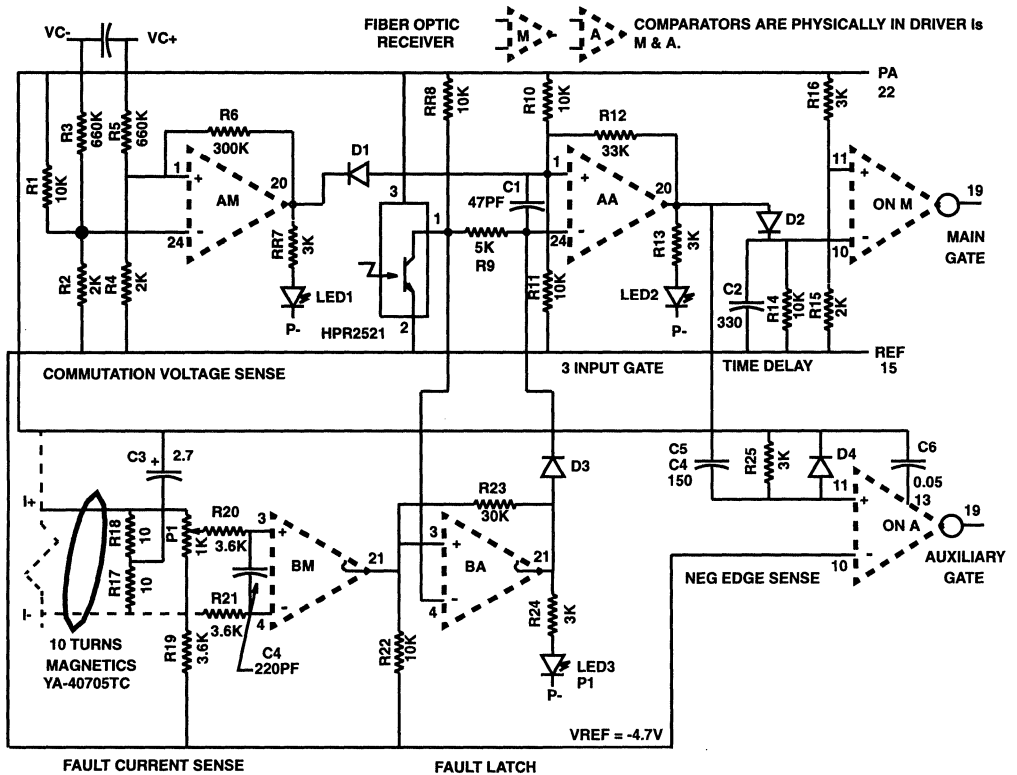 FIBER OPTIC
RECEIVER
M
A
COMPARATORS ARE PHYSICALLY IN DRIVER Is
M & A.
VC-
VC+
PA
22
R3
660K
R5
660K
R6
300K
RR8
10K
R10
10K
R12
33K
R16
3K
R1
10K
1
+
AM
20
-
24
D1
3
C1
47PF
1
+
AA
20
-
24
11
+
ON M
19
-
10
MAIN
GATE
1
5K
R9
D2
R2
2K
R4
2K
RR7
3K
LED1
P-
HPR2521
2
R11
10K
R13
3K
LED2
P-
C2
330
R14
10K
R15
2K
REF
15
COMMUTATION VOLTAGE SENSE
3 INPUT GATE
TIME DELAY
C3
+
2.7
D3
C5
C4
150
R25
3K
D4
C6
0.05
13
11
+
ON A
19
-
10
AUXILIARY
GATE
NEG EDGE SENSE
I+
I-
R18
10
R17
10
P1
1K
R20
3.6K
3
+
BM
21
-
4
R21
3.6K
R19
3.6K
C4
220PF
R23
30K
3
+
BA
21
-
4
R22
10K
R24
3K
LED3
P1
P-
10 TURNS
MAGNETICS
YA-40705TC
VREF = -4.7V
FAULT CURRENT SENSE
FAULT LATCH